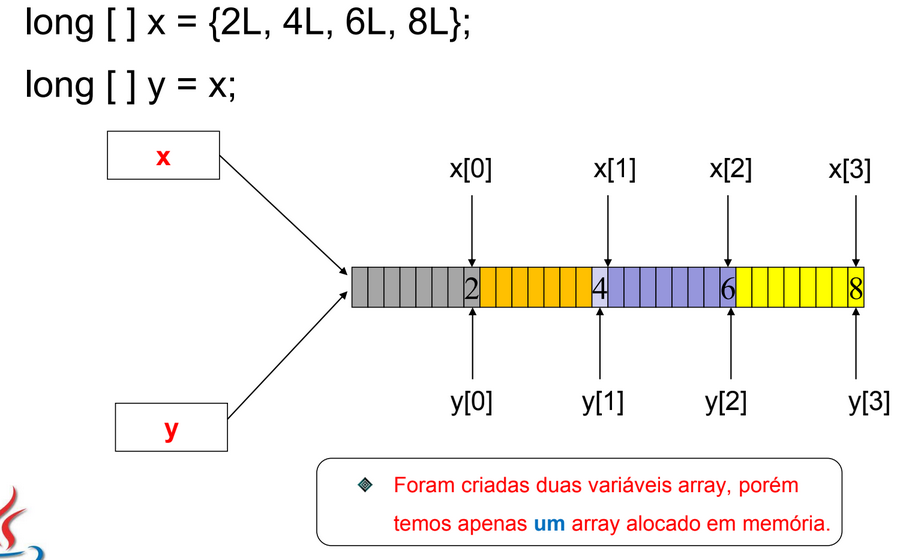 long [ ] x = {2L, 4L, 6L, 8L};
long [ ] y = x;
x
x[0] x[1] x[2] x[3]
2 4 6 8
y[0] y[1] y[2] y[3]
y
Foram criadas duas variáveis array, porém
temos apenas um array alocado em memória.